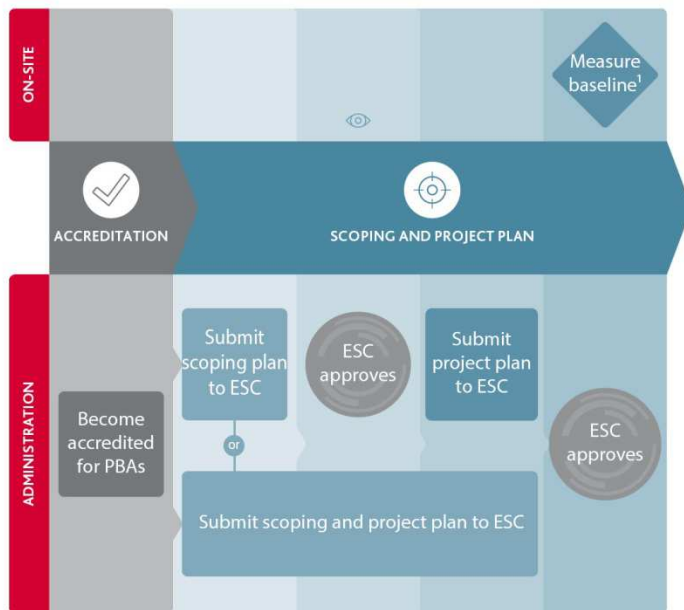 ON-SITE
Measure
baseline¹
ACCREDITATION
SCOPING AND PROJECT PLAN
ADMINISTRATION
Become
accredited
for PBAs
Submit
scoping plan
to ESC
or
ESC
approves
Submit
project plan
to ESC
Submit scoping and project plan to ESC
ESC
approves